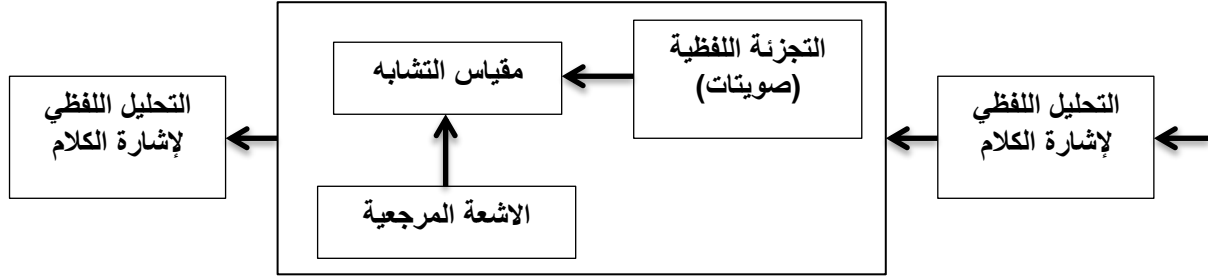 التحليل اللفظي
لإشارة الكلام
التجزئة اللفظية
(صويتات)
مقياس التشابه
الاشعة المرجعية
التحليل اللفظي
لإشارة الكلام